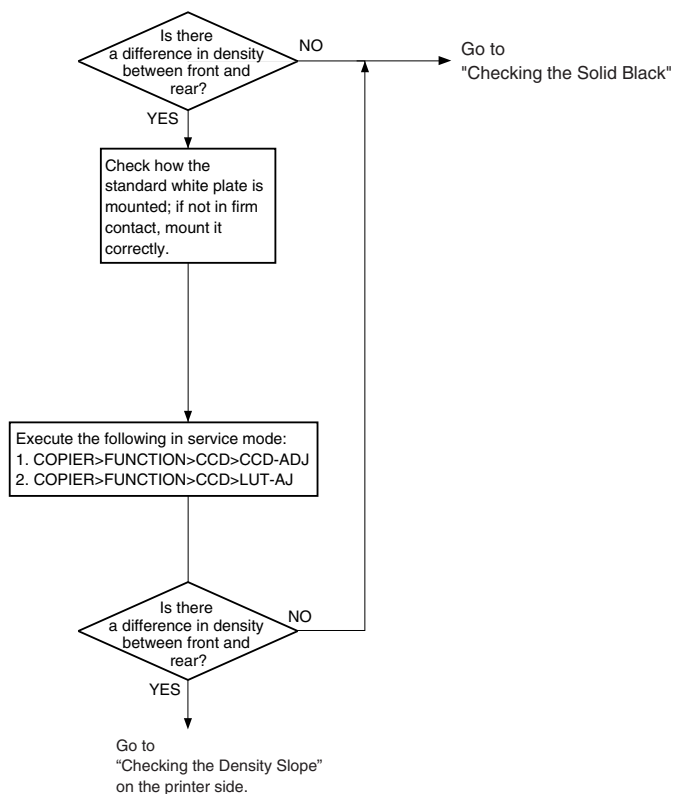 Is there
a difference in density
between front and
rear?
NO
Go to
"Checking the Solid Black"
YES
Check how the
standard white plate is
mounted; if not in firm
contact, mount it
correctly.
Execute the following in service mode:
1. COPIER>FUNCTION>CCD>CCD-ADJ
2. COPIER>FUNCTION>CCD>LUT-AJ
Is there
a difference in density
between front and
rear?
NO
YES
Go to
“Checking the Density Slope”
on the printer side.